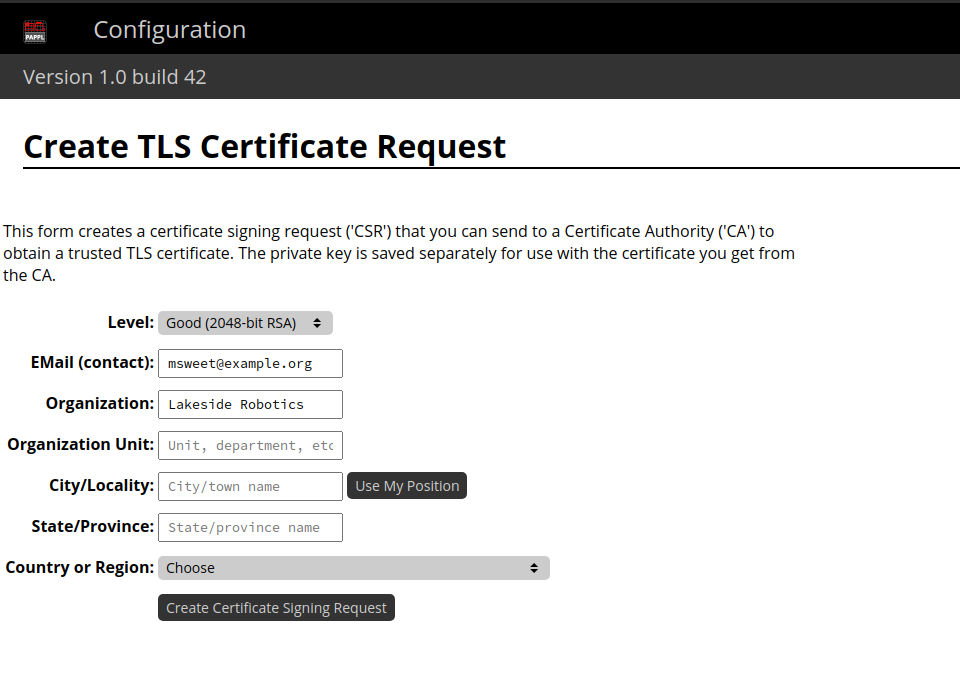 PAPPL
Configuration
Version 1.0 build 42
Create TLS Certificate Request
This form creates a certificate signing request ('CSR') that you can send to a Certificate Authority ('CA') to
obtain a trusted TLS certificate. The private key is saved separately for use with the certificate you get from
the CA.
Level: Good (2048-bit RSA)
EMail (contact): msweet@example.org
Organization: Lakeside Robotics
Organization Unit: Unit, department, etc
City/Locality: City/town name Use My Position
State/Province: State/province name
Country or Region: Choose
Create Certificate Signing Request